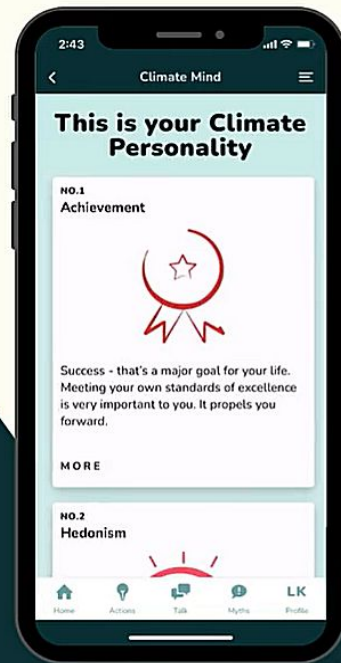 2:43
Climate Mind
This is your Climate
Personality
NO.1
Achievement
Success - that's a major goal for your life.
Meeting your own standards of excellence
is very important to you. It propels you
forward.
MORE
NO.2
Hedonism
Home Actions Talk Myths LK Profile